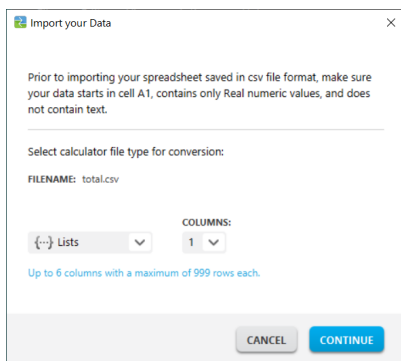 Import your Data
Prior to importing your spreadsheet saved in csv file format, make sure
your data starts in cell A1, contains only Real numeric values, and does
not contain text.
Select calculator file type for conversion:
FILENAME: total.csv
COLUMNS:
{···} Lists 1
Up to 6 columns with a maximum of 999 rows each.
CANCEL CONTINUE